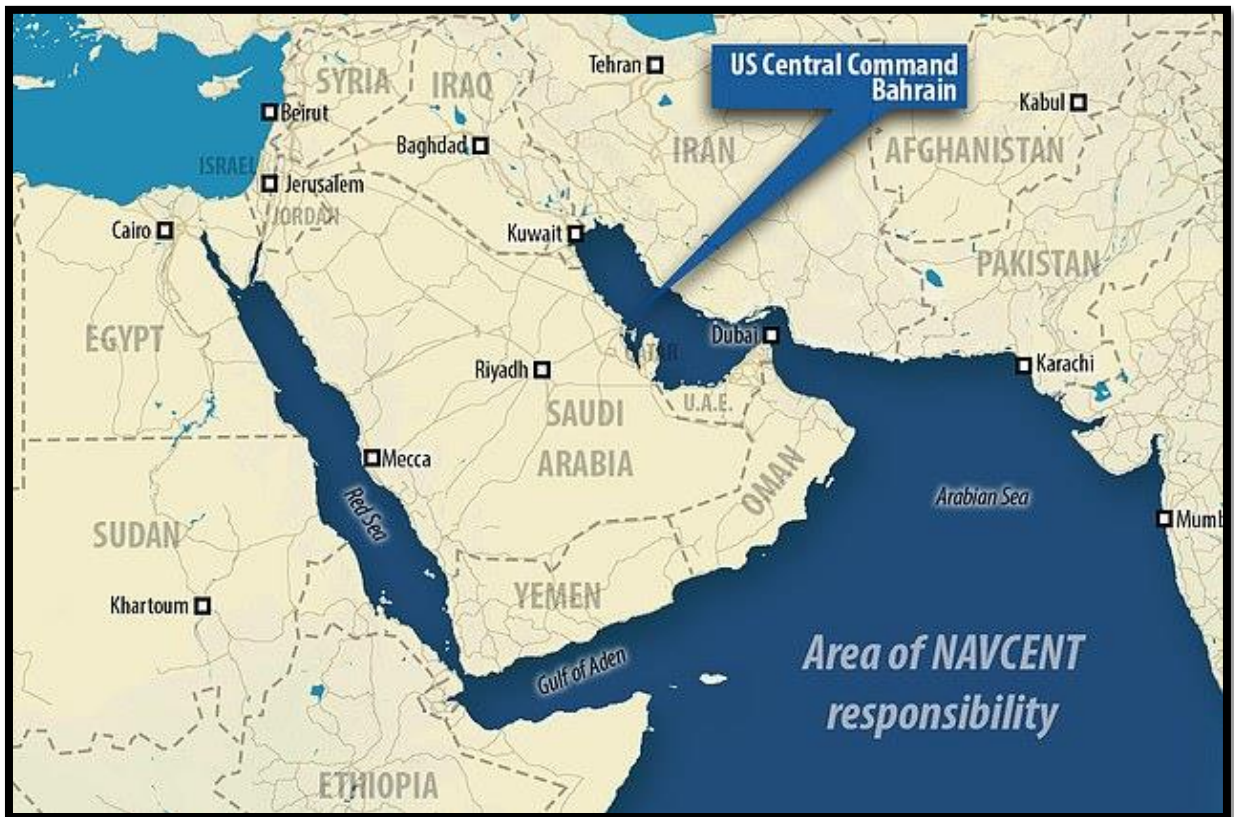 US Central Command
Bahrain
Tehran
Kabul
SYRIA
IRAQ
Beirut
Baghdad
IRAN
AFGHANISTAN
ISRAEL
Jerusalem
JORDAN
Cairo
Kuwait
PAKISTAN
EGYPT
Dubai
QATAR
Riyadh
Karachi
U.A.E.
SAUDI
ARABIA
Mecca
OMAN
Red Sea
Arabian Sea
Mumb
SUDAN
YEMEN
Khartoum
Gulf of Aden
Area of NAVCENT
responsibility
ETHIOPIA